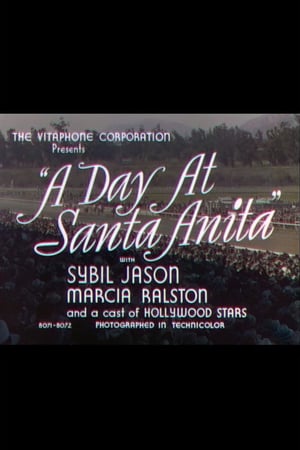 THE VITAPHONE CORPORATION
Presents
"A Day At
Santa Anita"
WITH
SYBIL JASON
MARCIA RALSTON
and a cast of HOLLYWOOD STARS
8071-8072 PHOTOGRAPHED IN TECHNICOLOR